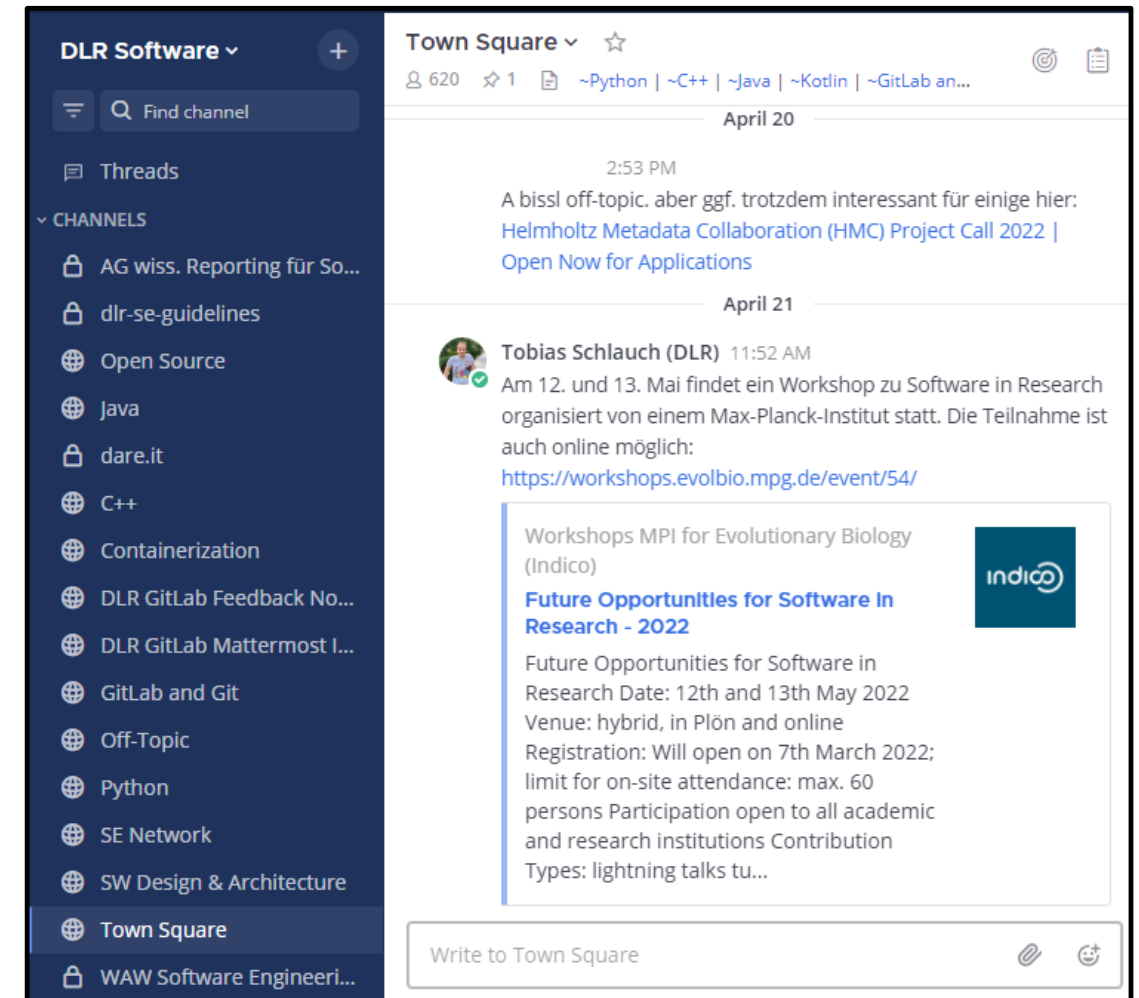 DLR Software
Find channel
Threads
CHANNELS
AG wiss. Reporting für So...
dlr-se-guidelines
Open Source
Java
dare.it
C++
Containerization
DLR GitLab Feedback No...
DLR GitLab Mattermost I...
GitLab and Git
Off-Topic
Python
SE Network
SW Design & Architecture
Town Square
WAW Software Engineeri...
Town Square
620 1 ~Python | ~C++ | ~Java | ~Kotlin | ~GitLab an...
April 20
2:53 PM
A bissl off-topic. aber ggf. trotzdem interessant für einige hier:
Helmholtz Metadata Collaboration (HMC) Project Call 2022 |
Open Now for Applications
April 21
Tobias Schlauch (DLR) 11:52 AM
Am 12. und 13. Mai findet ein Workshop zu Software in Research
organisiert von einem Max-Planck-Institut statt. Die Teilnahme ist
auch online möglich:
https://workshops.evolbio.mpg.de/event/54/
Workshops MPI for Evolutionary Biology
(Indico)
Future Opportunities for Software in
Research - 2022
Future Opportunities for Software in
Research Date: 12th and 13th May 2022
Venue: hybrid, in Plön and online
Registration: Will open on 7th March 2022;
limit for on-site attendance: max. 60
persons Participation open to all academic
and research institutions Contribution
Types: lightning talks tu...
indico
Write to Town Square